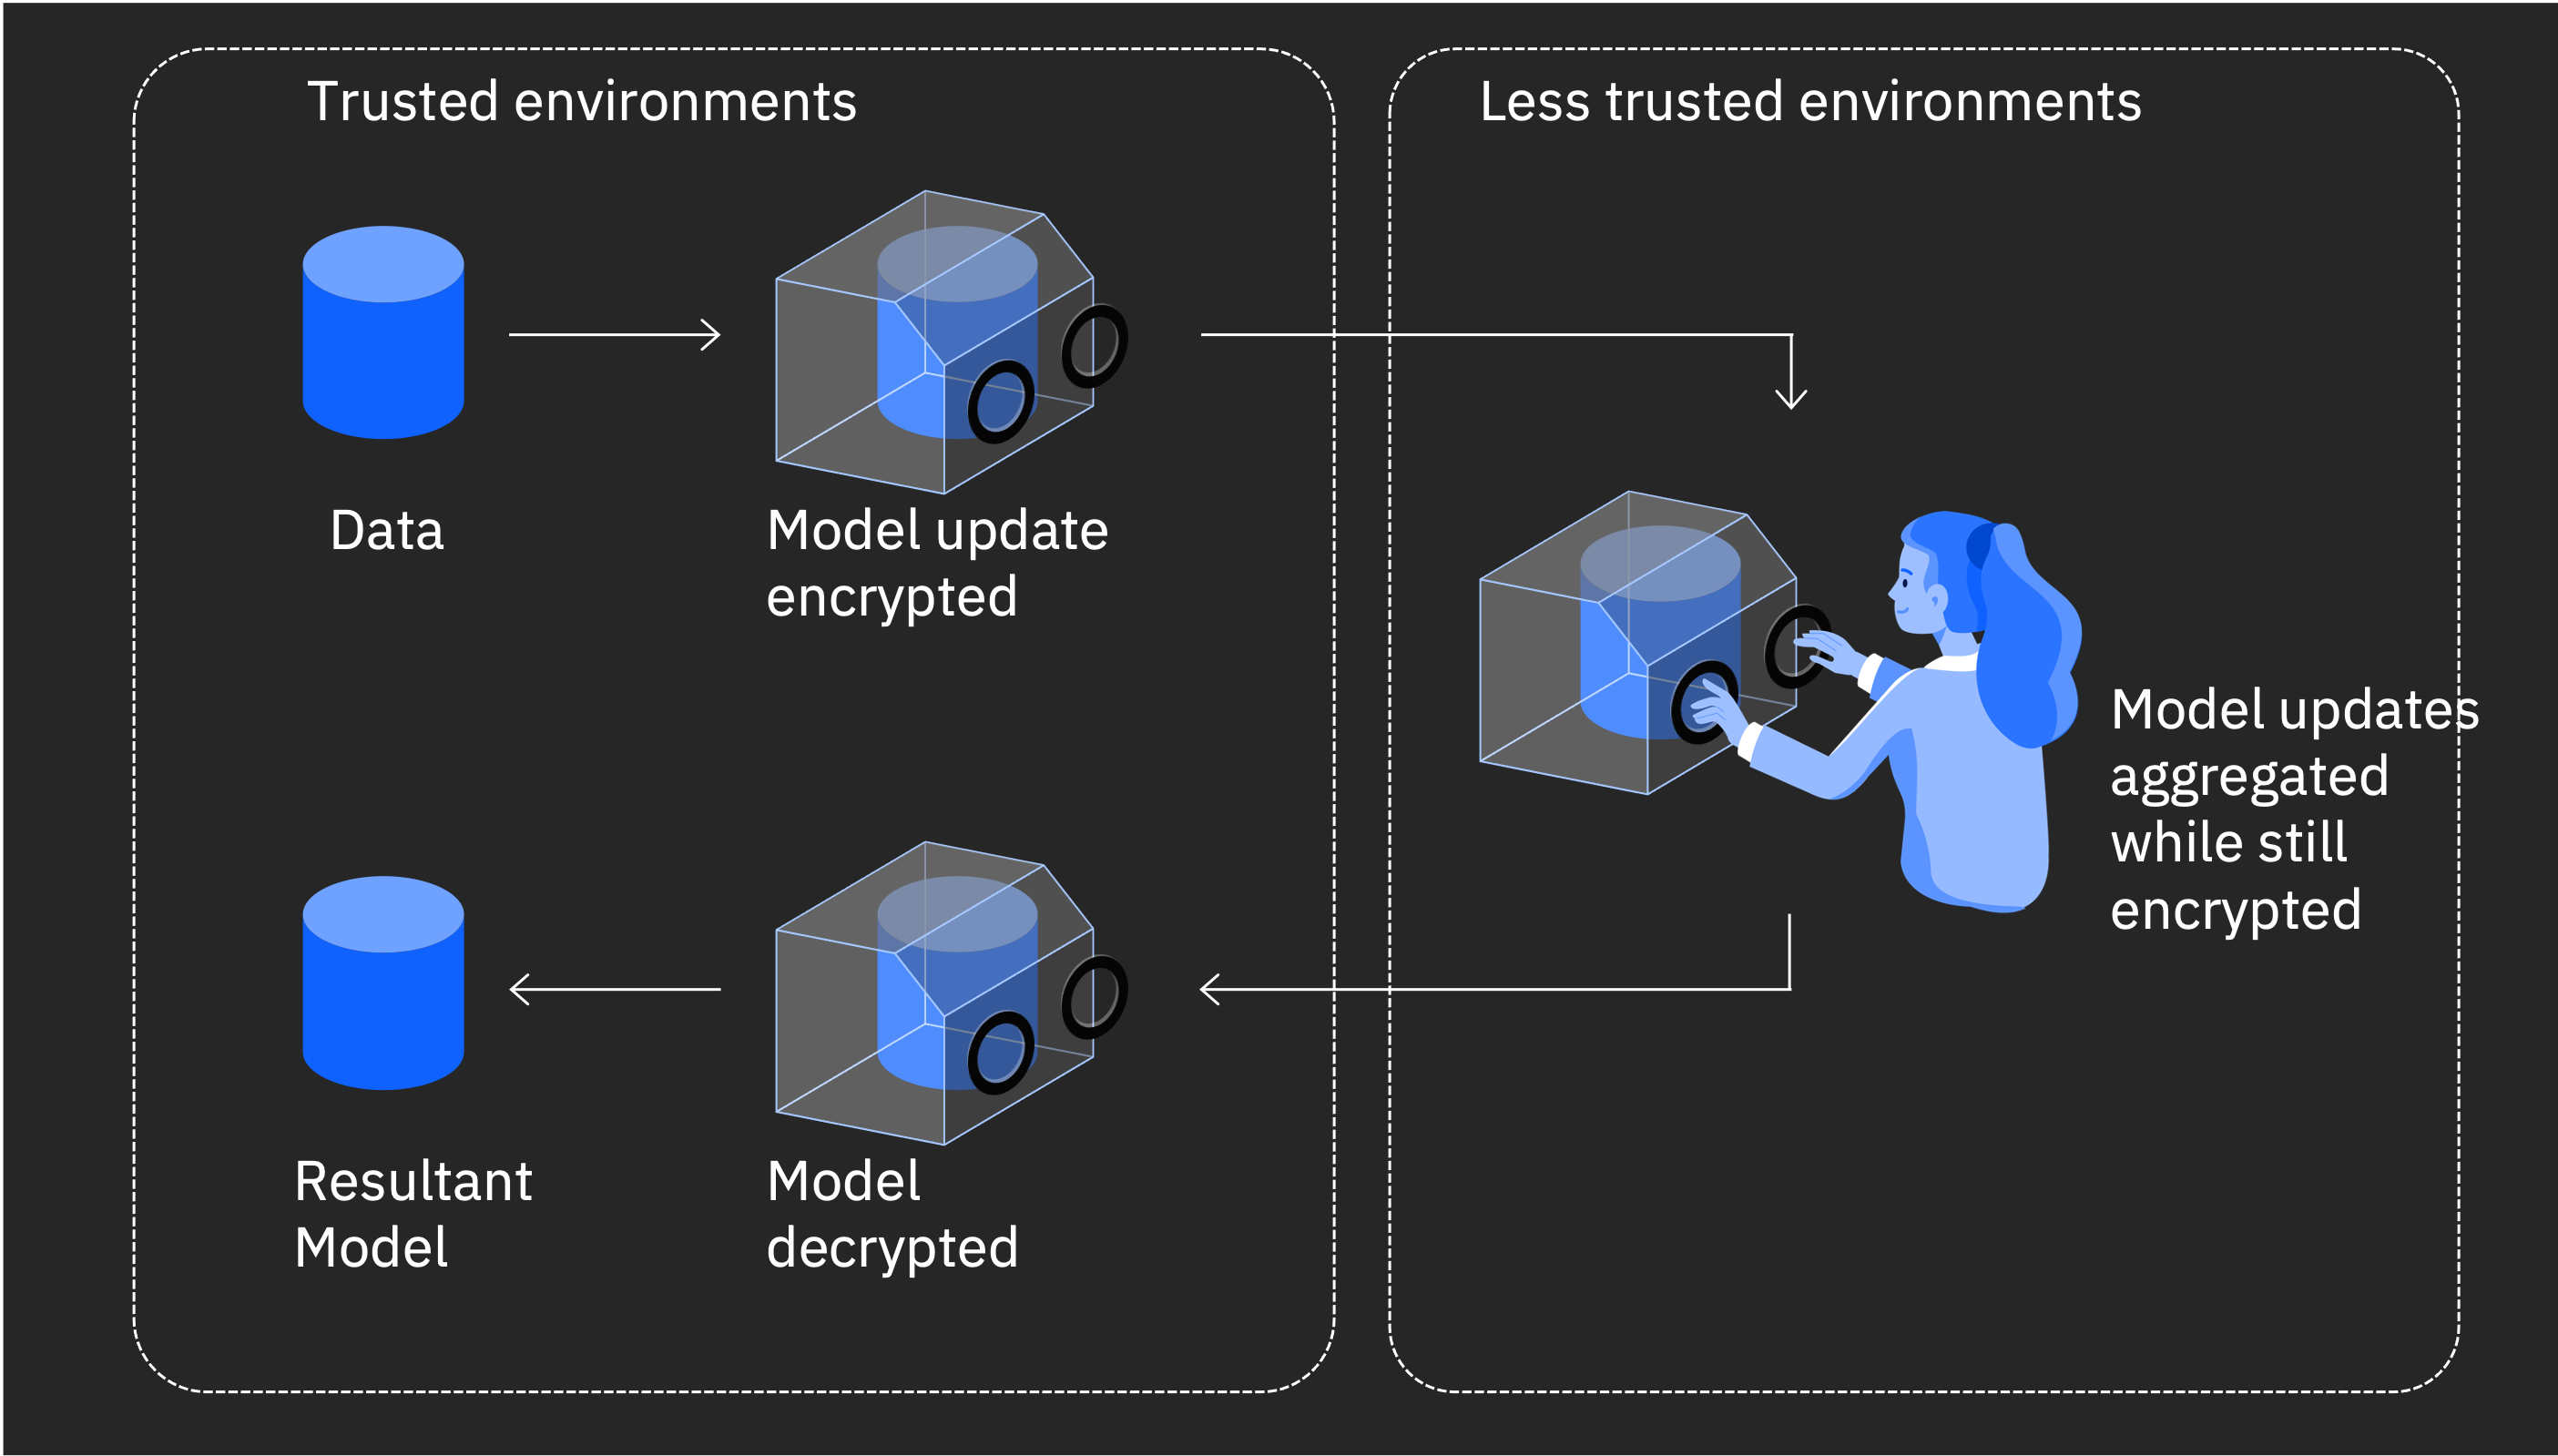 Trusted environments
Less trusted environments
Data
Model update
encrypted
Model updates
aggregated
while still
encrypted
Resultant
Model
Model
decrypted